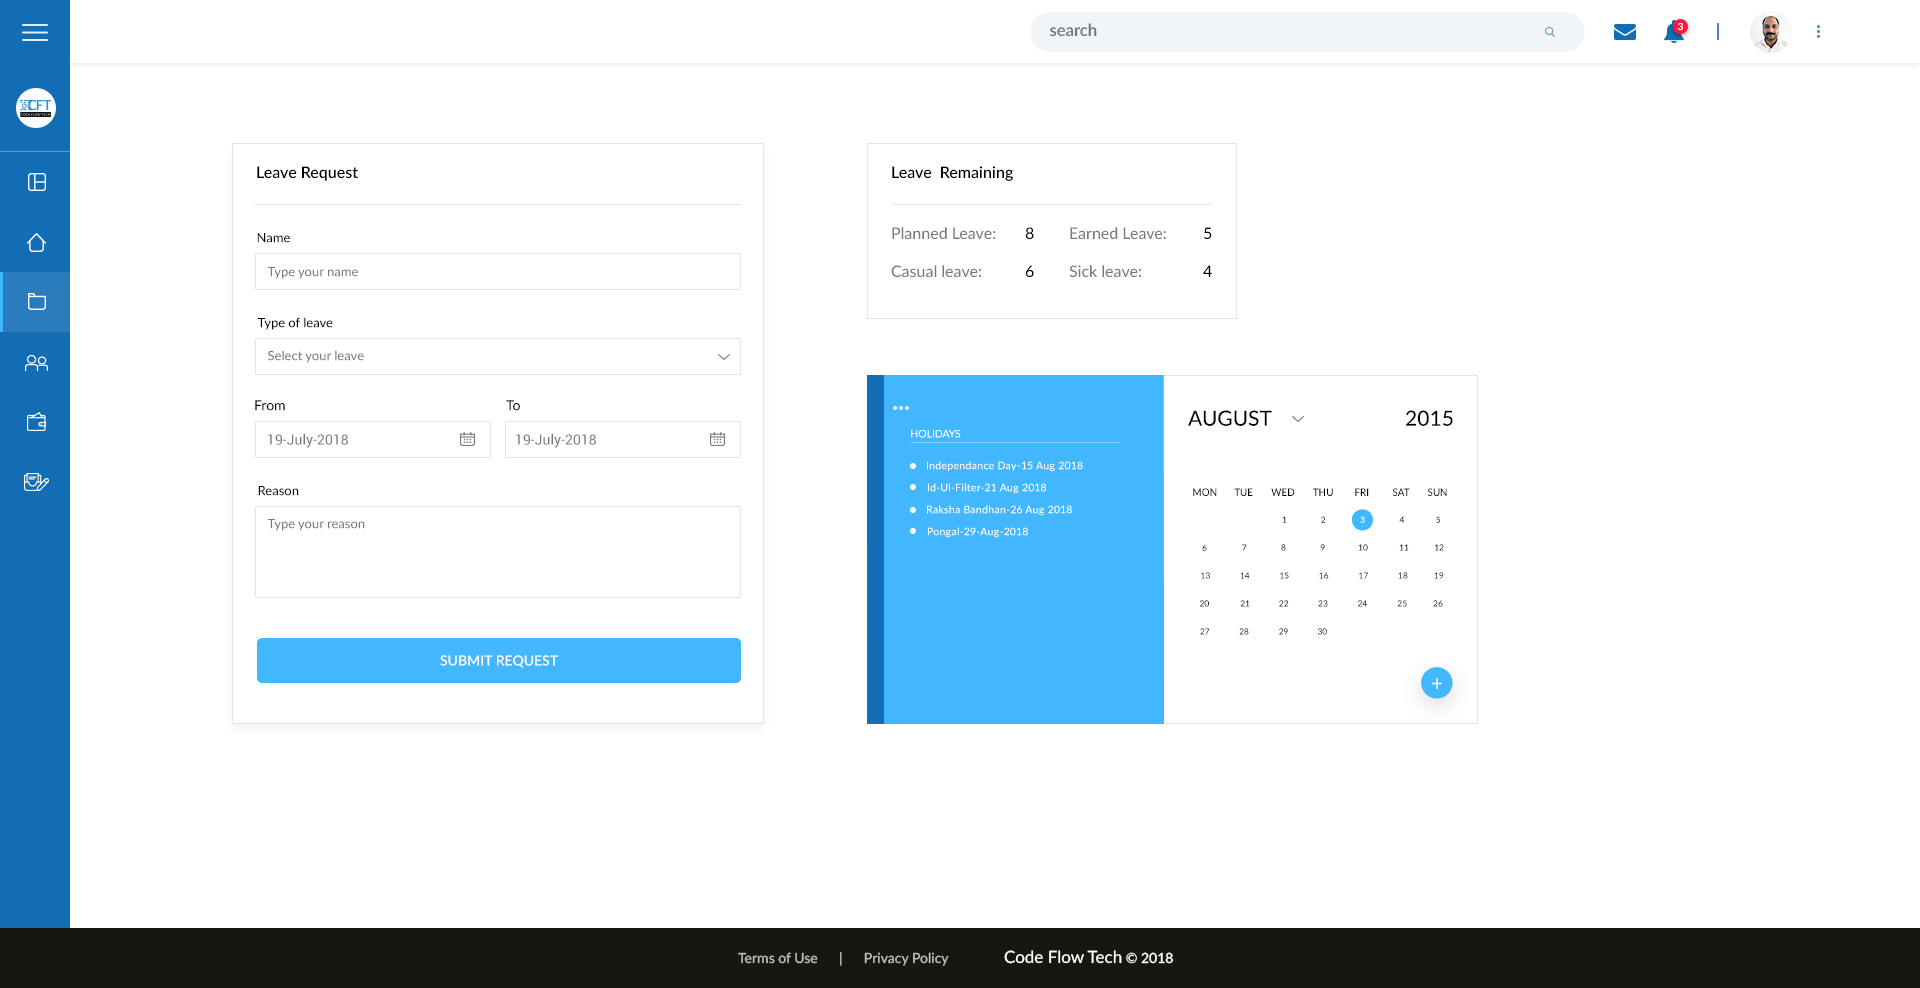 search
3
CFT
CODE FLOW TECH
Leave Request
Name
Type your name
Type of leave
Select your leave
From To
19-July-2018 19-July-2018
Reason
Type your reason
SUBMIT REQUEST
Leave Remaining
Planned Leave: 8 Earned Leave: 5
Casual leave: 6 Sick leave: 4
HOLIDAYS
Independance Day-15 Aug 2018
Id-Ul-Filter-21 Aug 2018
Raksha Bandhan-26 Aug 2018
Pongal-29-Aug-2018
AUGUST 2015
MON TUE WED THU FRI SAT SUN
1 2 3 4 5
6 7 8 9 10 11 12
13 14 15 16 17 18 19
20 21 22 23 24 25 26
27 28 29 30
+
Terms of Use | Privacy Policy Code Flow Tech © 2018